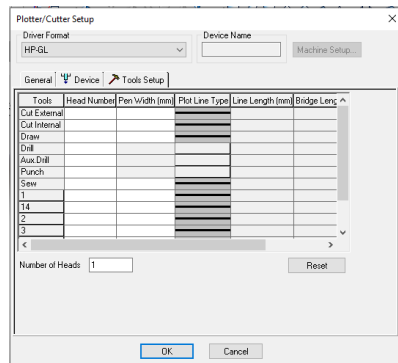 Plotter/Cutter Setup
Driver Format
Device Name
HP-GL
Machine Setup...
General
Device
Tools Setup
Tools Head Number Pen Width (mm) Plot Line Type Line Length (mm) Bridge Leng
Cut External
Cut Internal
Draw
Drill
Aux.Drill
Punch
Sew
1
14
2
3
Number of Heads 1
Reset
OK
Cancel